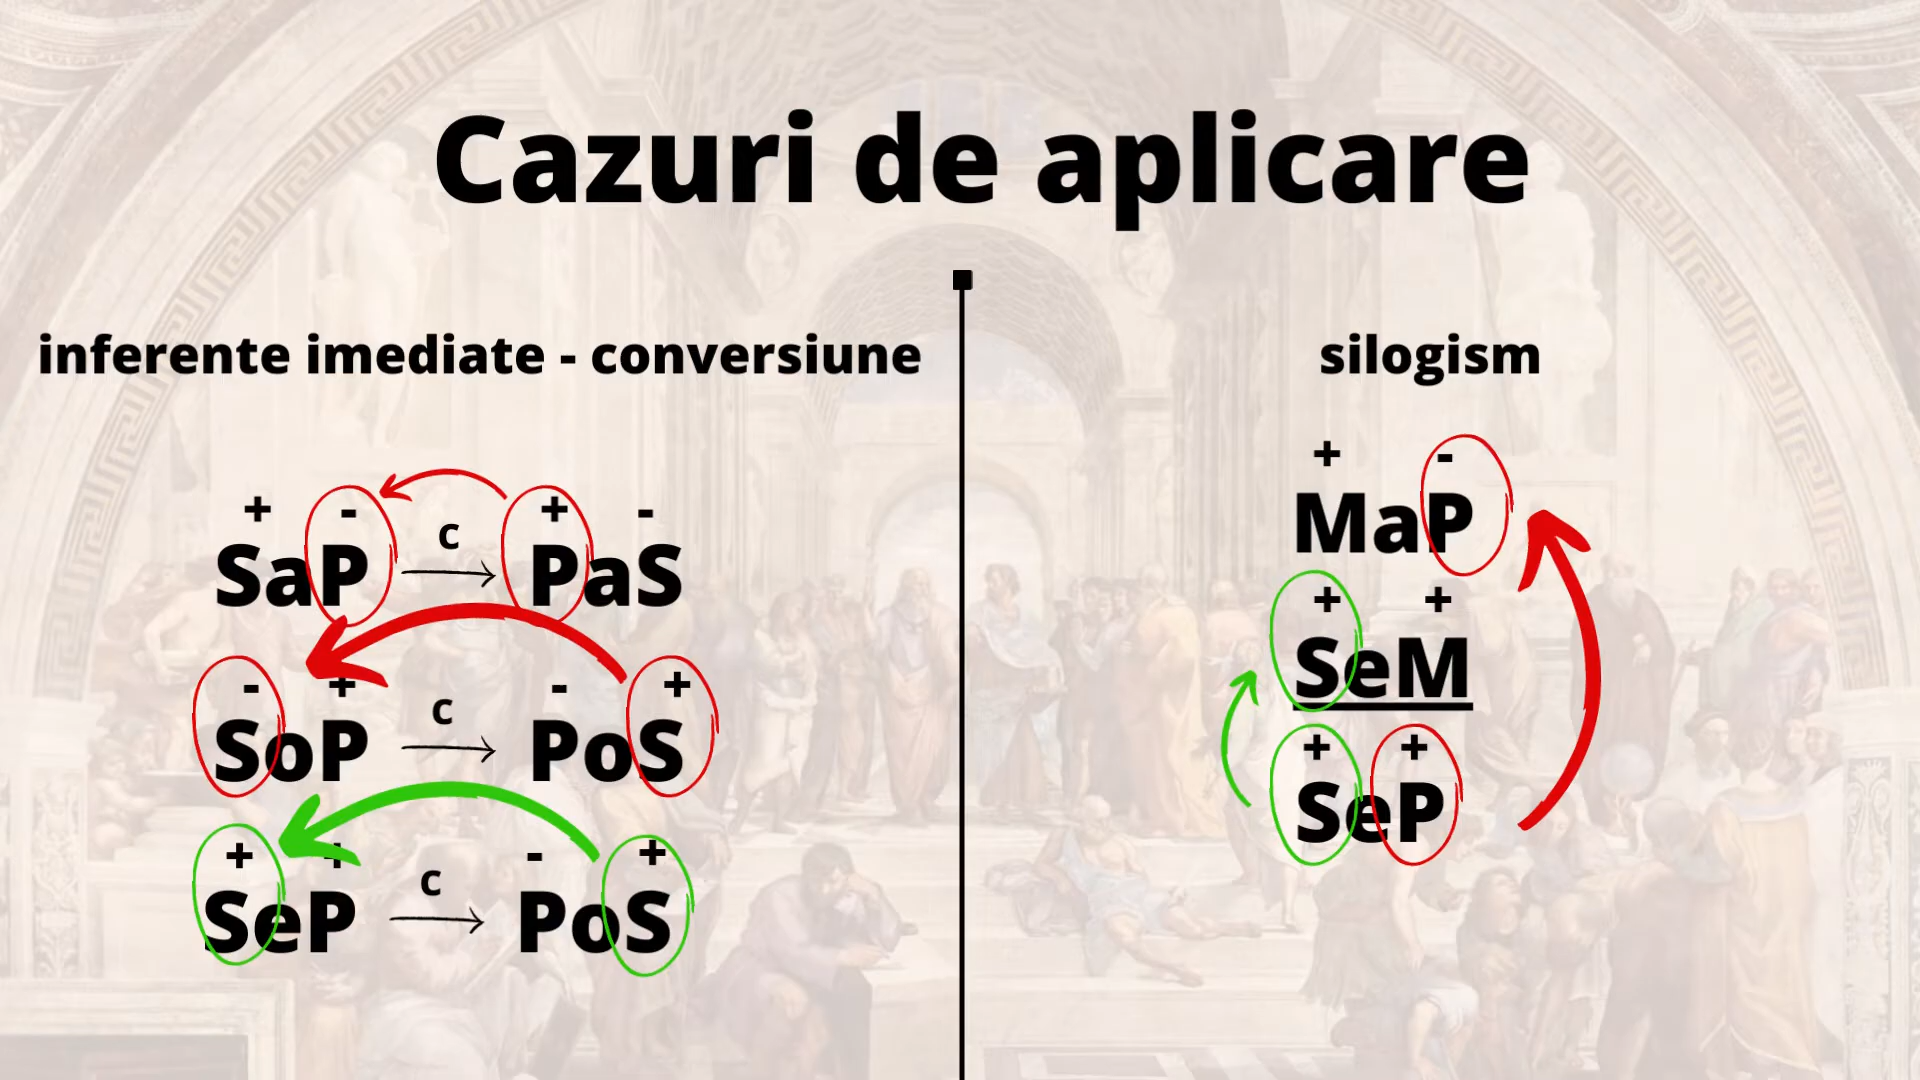 Cazuri de aplicare
inferente imediate - conversiune
+ - c + -
SaP → PaS
- + c - +
SoP → PoS
+ + c - +
SeP → PoS
silogism
+ -
MaP
+ +
SeM
+ +
SeP